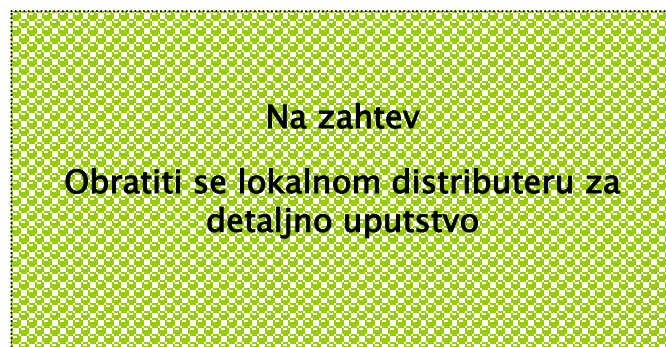 Na zahtev
Obratiti se lokalnom distributeru za
detaljno uputstvo